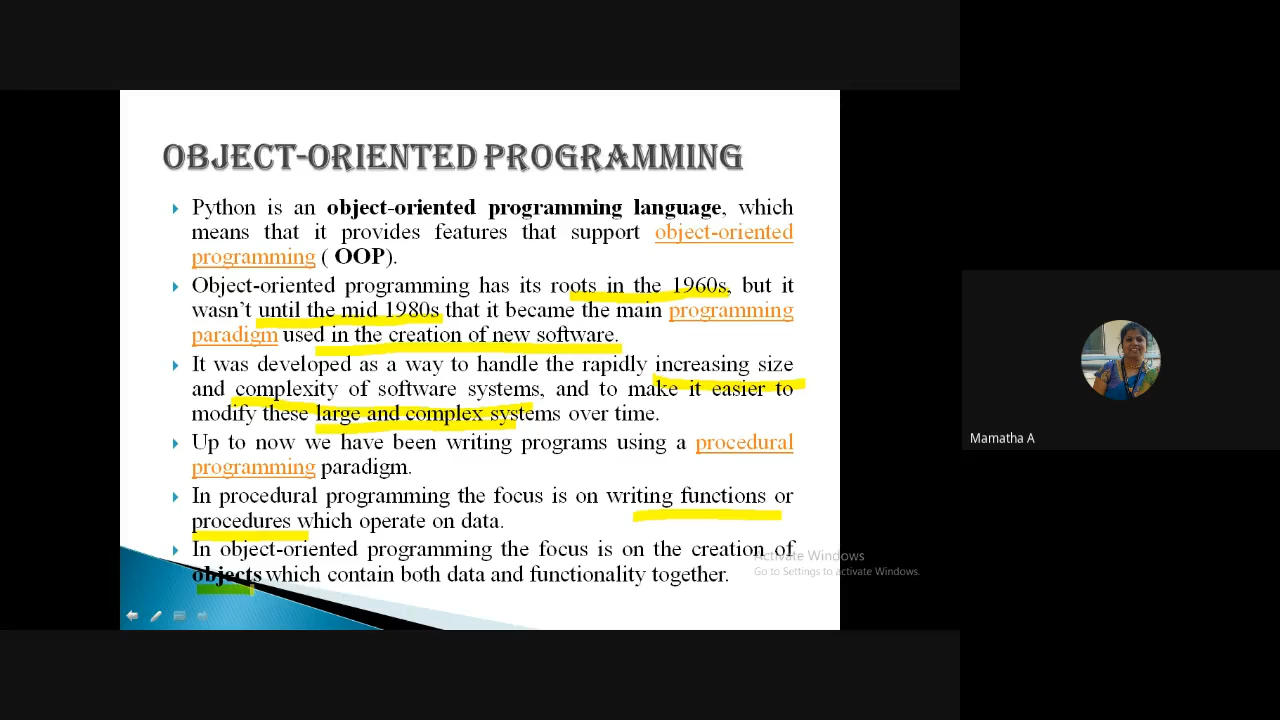 OBJECT-ORIENTED PROGRAMMING
Python is an object-oriented programming language, which
means that it provides features that support object-oriented
programming ( OOP).
Object-oriented programming has its roots in the 1960s, but it
wasn't until the mid 1980s that it became the main programming
paradigm used in the creation of new software.
It was developed as a way to handle the rapidly increasing size
and complexity of software systems, and to make it easier to
modify these large and complex systems over time.
Up to now we have been writing programs using a procedural
programming paradigm.
In procedural programming the focus is on writing functions or
procedures which operate on data.
In object-oriented programming the focus is on the creation of
objects which contain both data and functionality together.
Activate Windows
Go to Settings to activate Windows.
Mamatha A